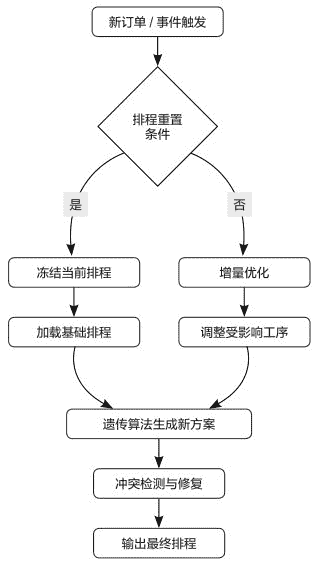 新订单 / 事件触发
排程重置
条件
是
否
冻结当前排程
增量优化
加载基础排程
调整受影响工序
遗传算法生成新方案
冲突检测与修复
输出最终排程